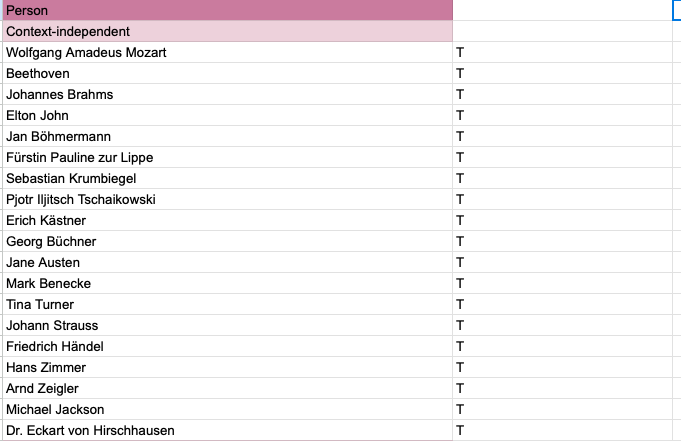 Person
Context-independent
Wolfgang Amadeus Mozart T
Beethoven T
Johannes Brahms T
Elton John T
Jan Böhmermann T
Fürstin Pauline zur Lippe T
Sebastian Krumbiegel T
Pjotr Iljitsch Tschaikowski T
Erich Kästner T
Georg Büchner T
Jane Austen T
Mark Benecke T
Tina Turner T
Johann Strauss T
Friedrich Händel T
Hans Zimmer T
Arnd Zeigler T
Michael Jackson T
Dr. Eckart von Hirschhausen T